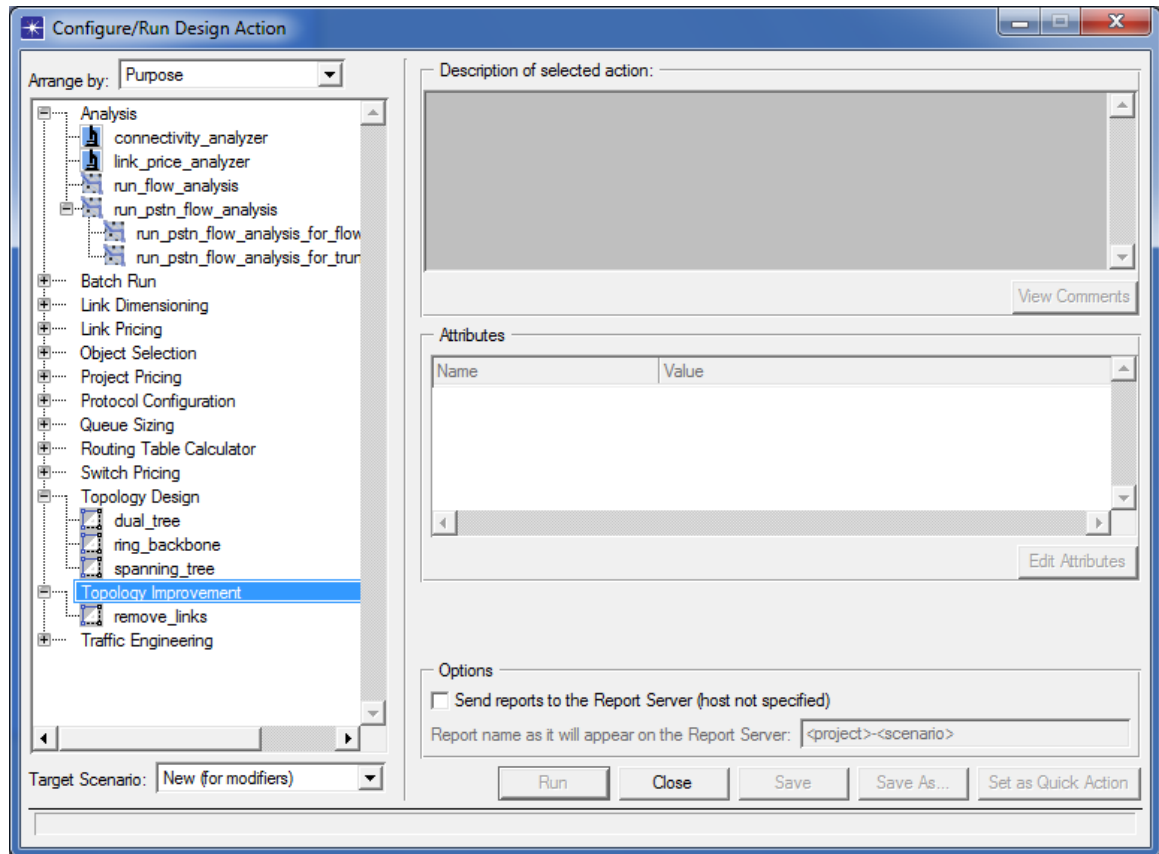 Configure/Run Design Action
Arrange by: Purpose
Analysis
connectivity_analyzer
link_price_analyzer
run_flow_analysis
run_pstn_flow_analysis
run_pstn_flow_analysis_for_flow
run_pstn_flow_analysis_for_trun
Batch Run
Link Dimensioning
Link Pricing
Object Selection
Project Pricing
Protocol Configuration
Queue Sizing
Routing Table Calculator
Switch Pricing
Topology Design
dual_tree
ring_backbone
spanning_tree
Topology Improvement
remove_links
Traffic Engineering
Target Scenario: New (for modifiers)
Description of selected action:
View Comments
Attributes
Name Value
Edit Attributes
Options
Send reports to the Report Server (host not specified)
Report name as it will appear on the Report Server: <project>-<scenario>
Run Close Save Save As... Set as Quick Action